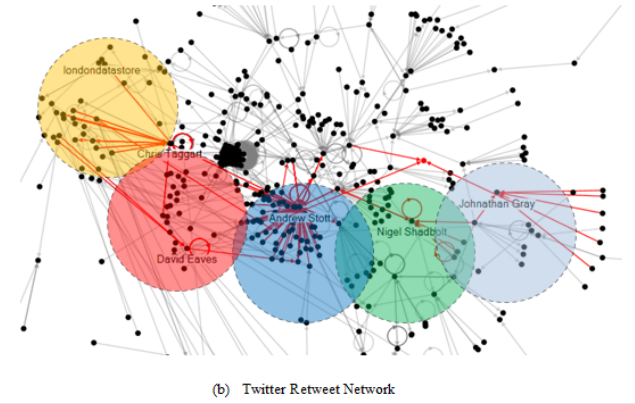 londondatastore
Chris Taggart
Andrew Stott
Johnathan Gray
Nigel Shadbolt
David Eaves
(b) Twitter Retweet Network